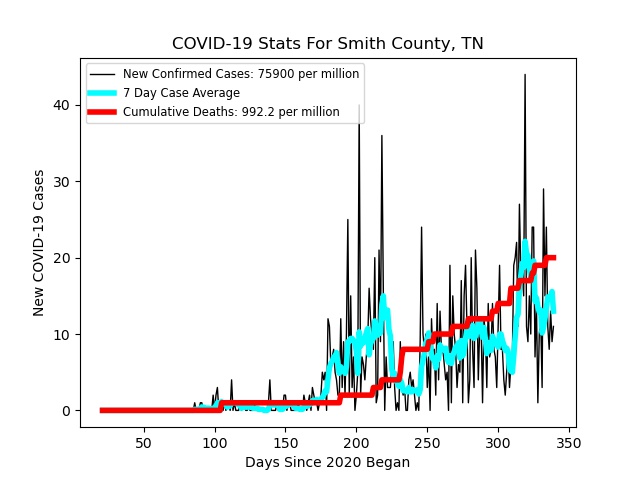 COVID-19 Stats For Smith County, TN
New Confirmed Cases: 75900 per million
7 Day Case Average
Cumulative Deaths: 992.2 per million
New COVID-19 Cases
40
30
20
10
0
50 100 150 200 250 300 350
Days Since 2020 Began